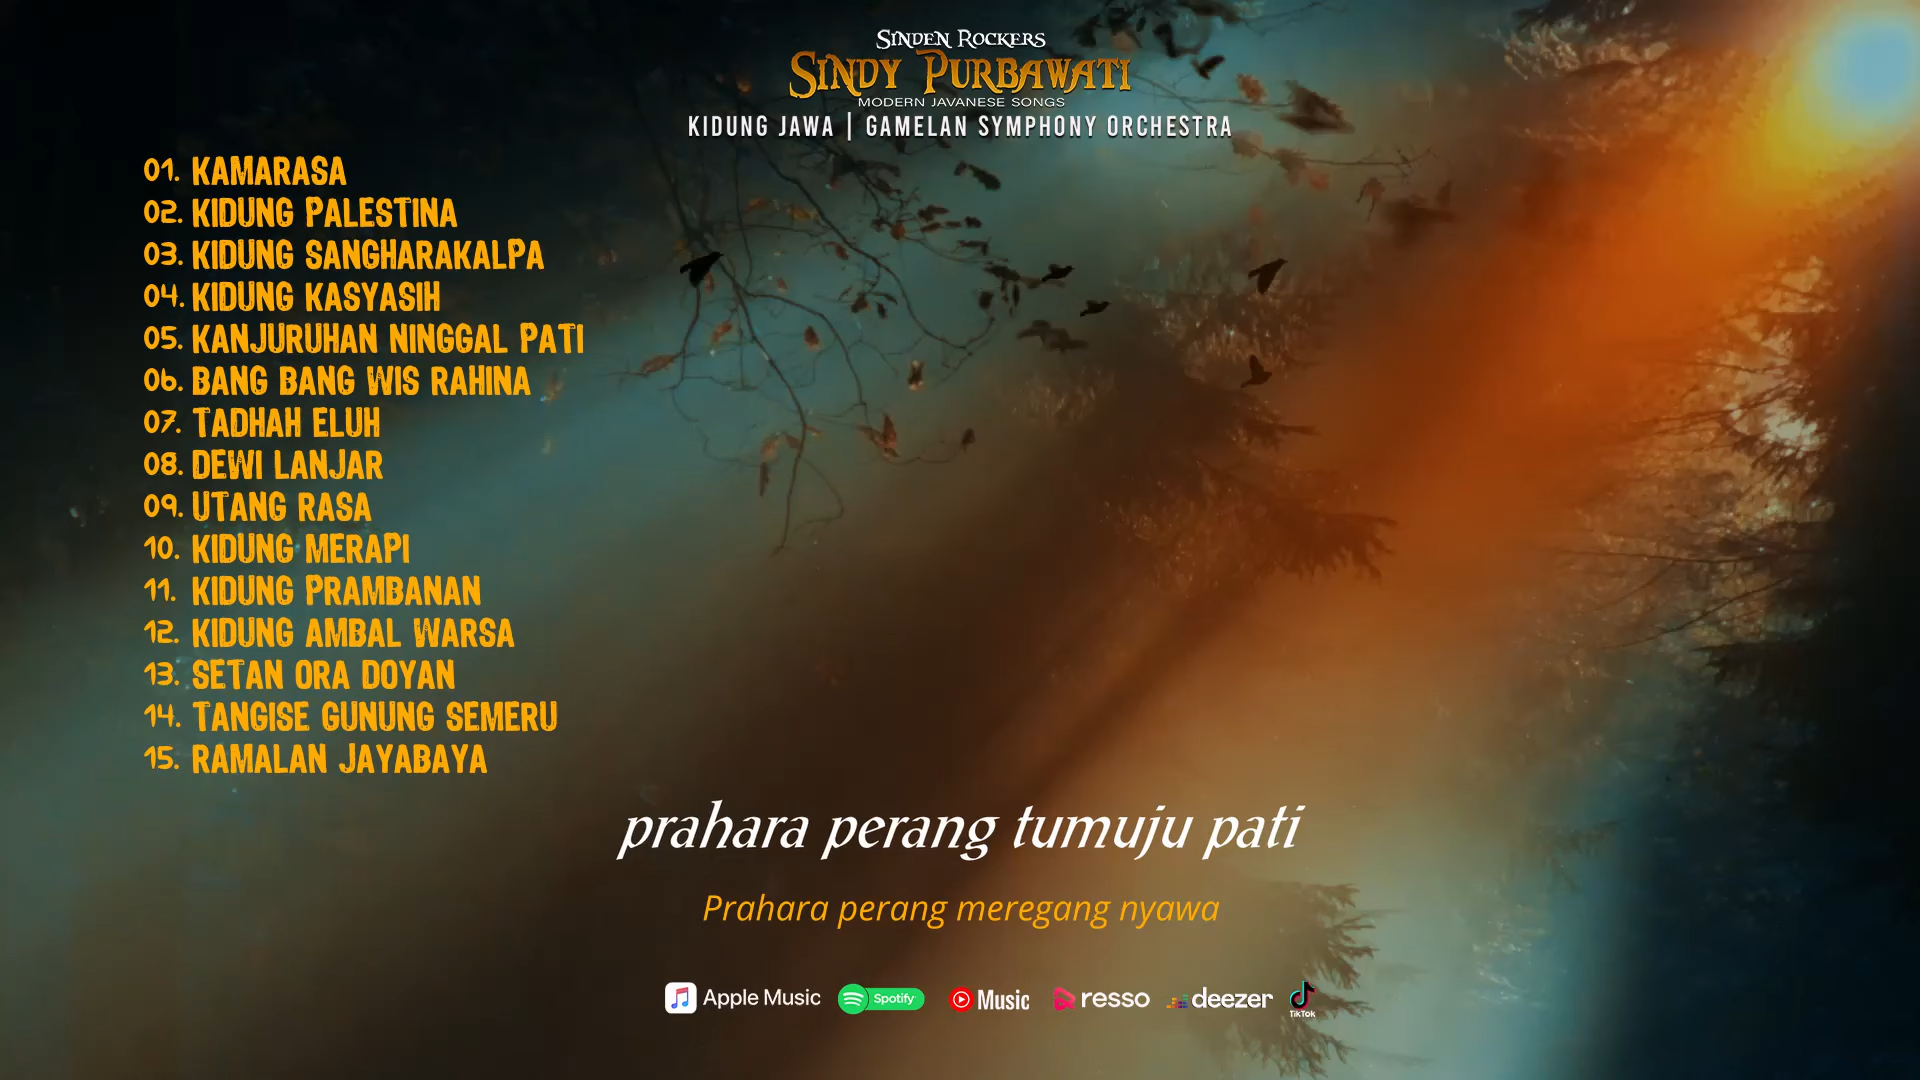 SINDEN ROCKERS
SINDY PURBAWATI
MODERN JAVANESE SONGS
KIDUNG JAWA | GAMELAN SYMPHONY ORCHESTRA
01. KAMARASA
02. KIDUNG PALESTINA
03. KIDUNG SANGHARAKALPA
04. KIDUNG KASYASIH
05. KANJURUHAN NINGGAL PATI
06. BANG BANG WIS RAHINA
07. TADHAH ELUH
08. DEWI LANJAR
09. UTANG RASA
10. KIDUNG MERAPI
11. KIDUNG PRAMBANAN
12. KIDUNG AMBAL WARSA
13. SETAN ORA DOYAN
14. TANGISE GUNUNG SEMERU
15. RAMALAN JAYABAYA
prahara perang tumuju pati
Prahara perang meregang nyawa
Apple Music Spotify Music resso deezer TikTok